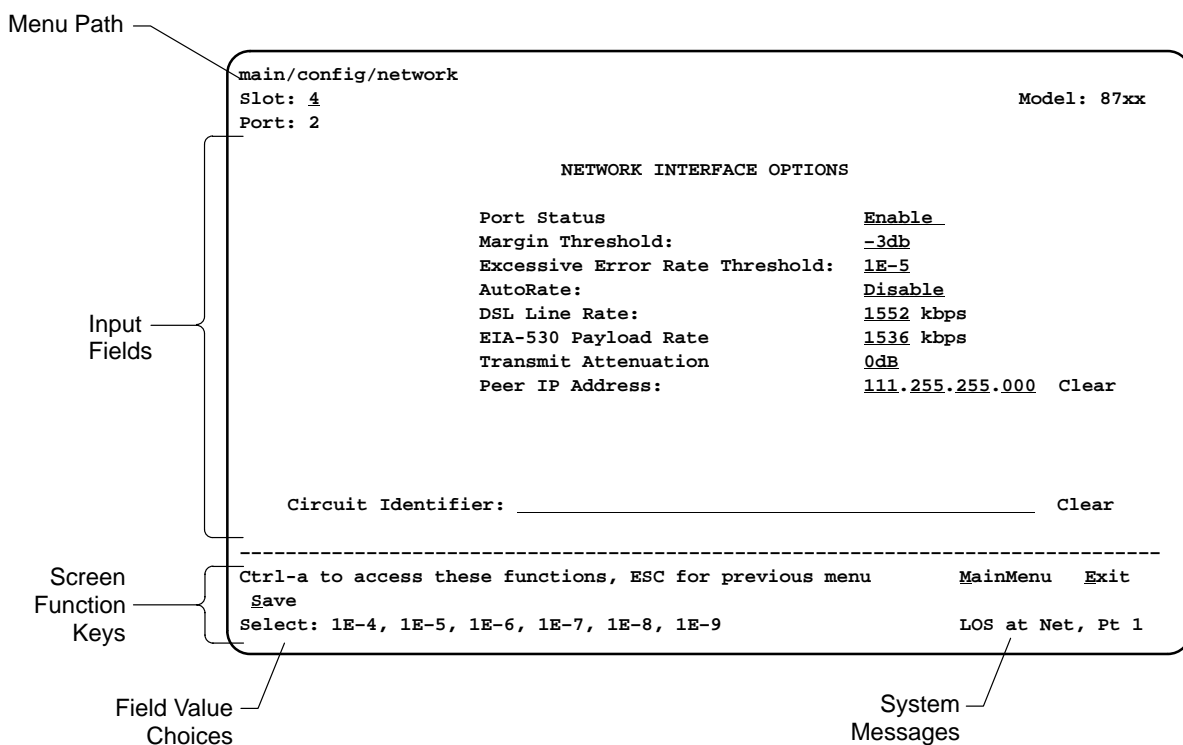 Menu Path
main/config/network
Slot: 4 Model: 87xx
Port: 2
NETWORK INTERFACE OPTIONS
Port Status Enable
Margin Threshold: –3db
Excessive Error Rate Threshold: 1E–5
AutoRate: Disable
DSL Line Rate: 1552 kbps
EIA-530 Payload Rate 1536 kbps
Transmit Attenuation 0dB
Peer IP Address: 111.255.255.000 Clear
Input
Fields
Circuit Identifier: Clear
Screen
Function
Keys
Ctrl-a to access these functions, ESC for previous menu MainMenu Exit
Save
Select: 1E–4, 1E–5, 1E–6, 1E–7, 1E–8, 1E–9 LOS at Net, Pt 1
Field Value
Choices
System
Messages